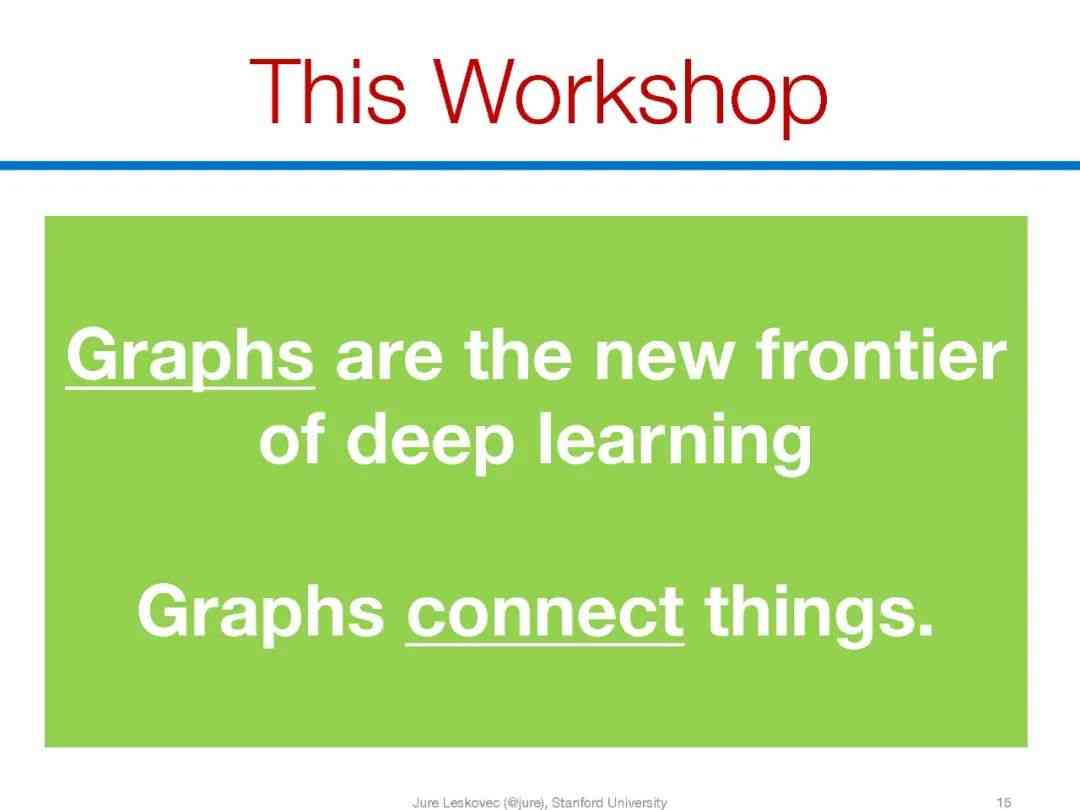 This Workshop
Graphs are the new frontier
of deep learning
Graphs connect things.
Jure Leskovec (@jure), Stanford University
15